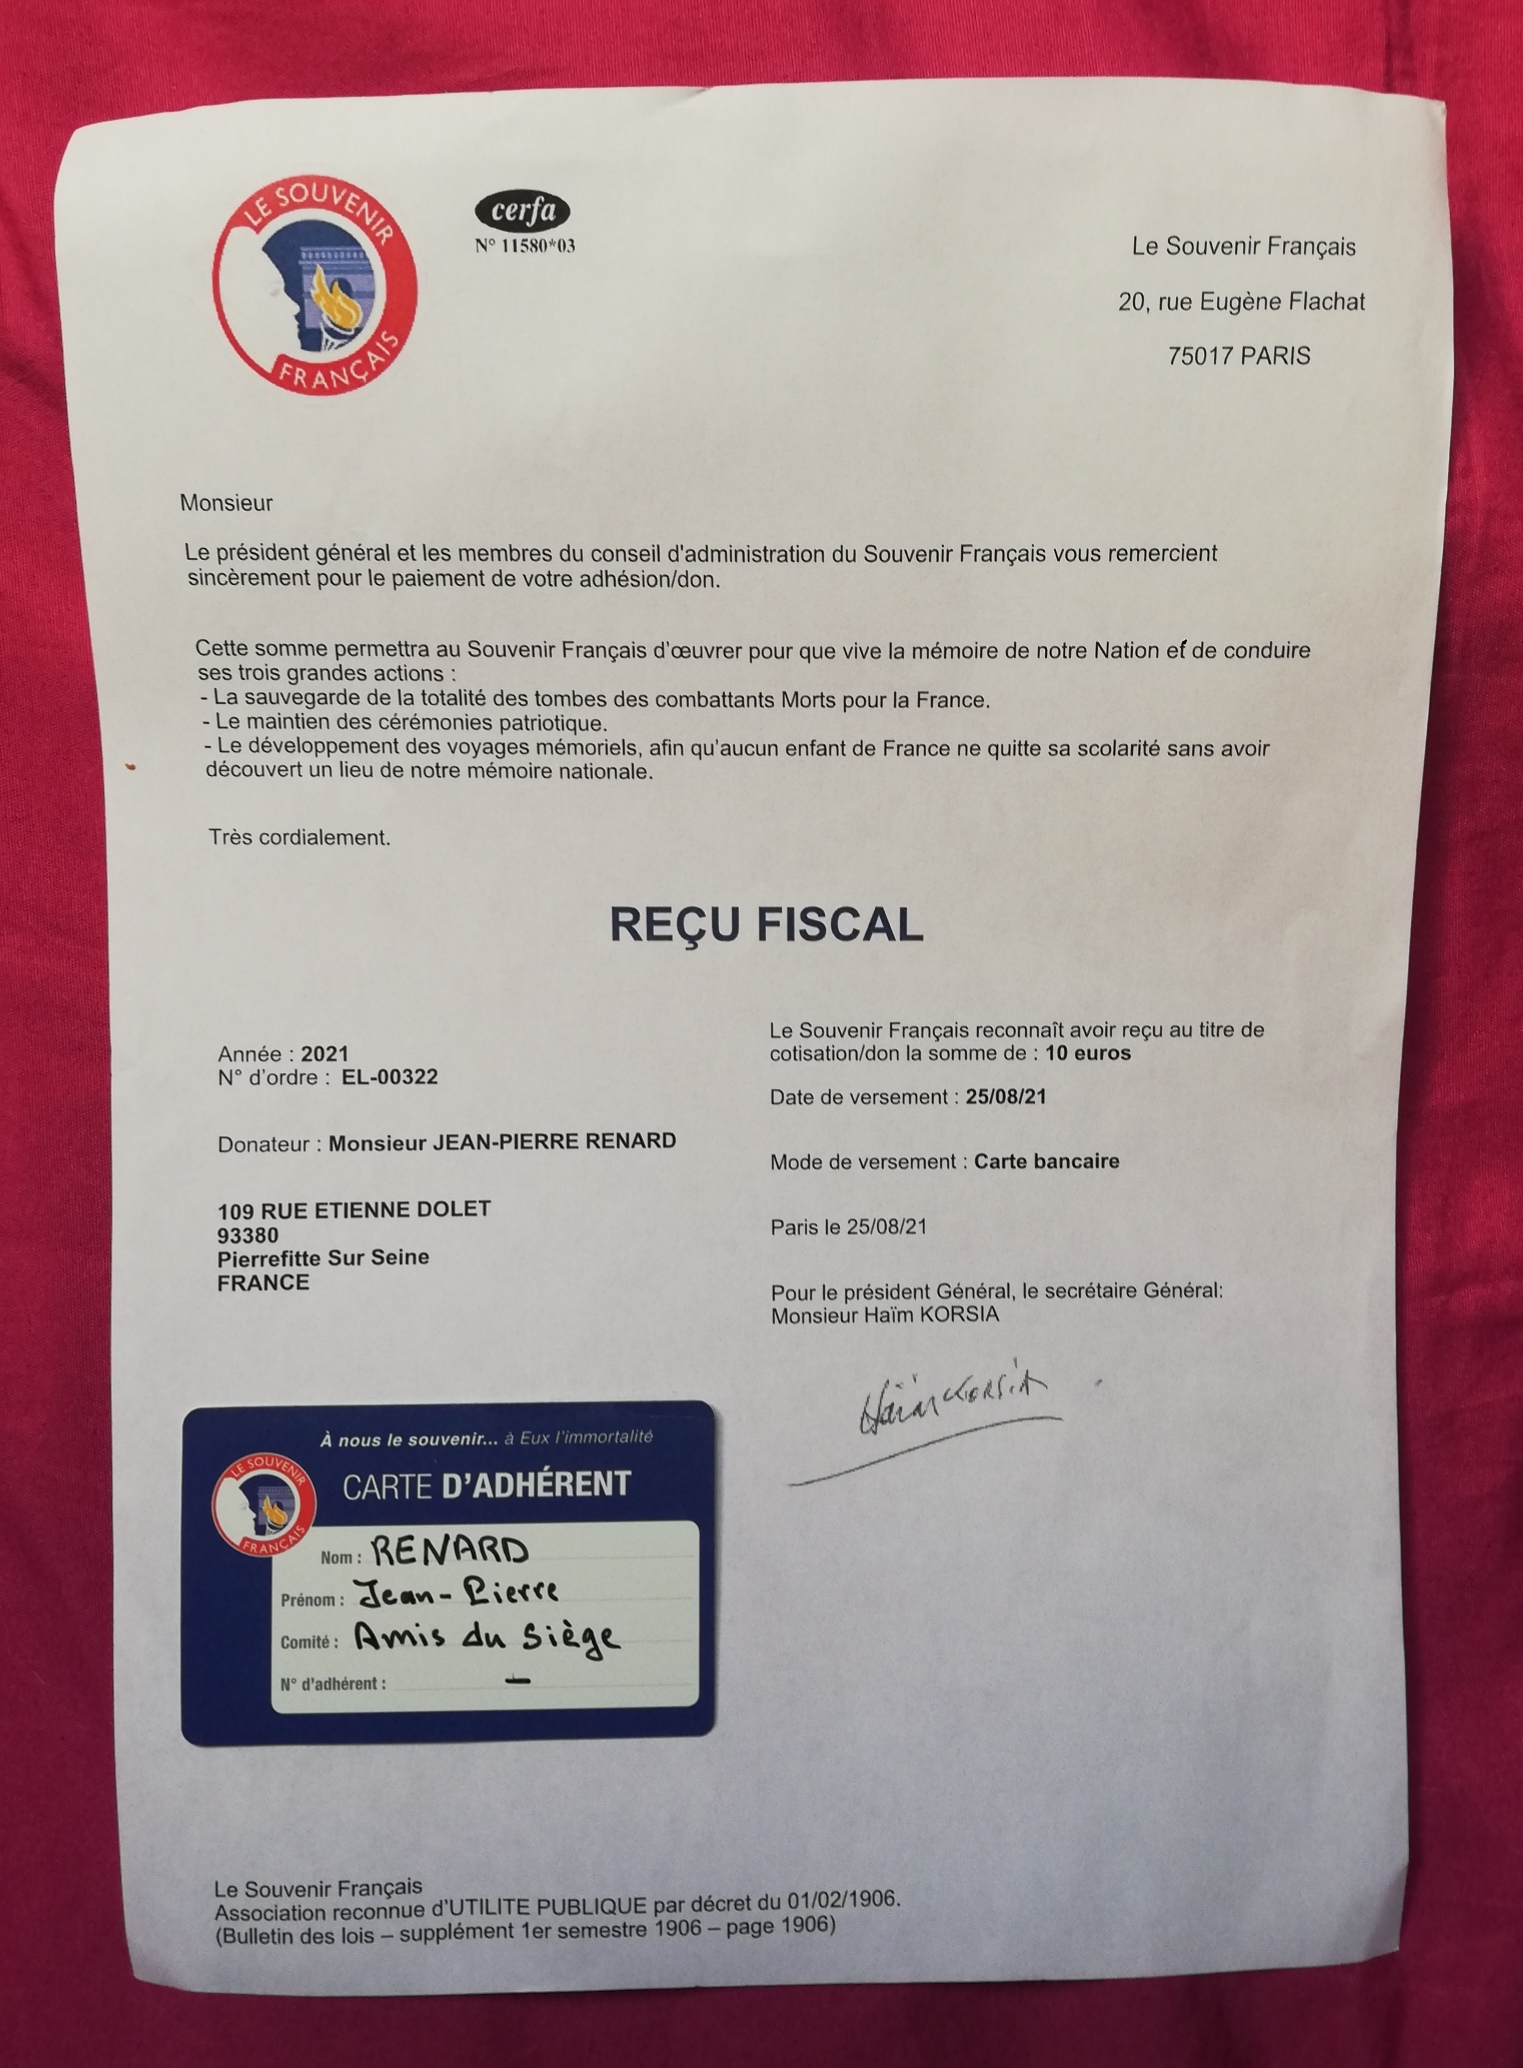 LE SOUVENIR
FRANÇAIS
cerfa
N° 11580*03
Le Souvenir Français
20, rue Eugène Flachat
75017 PARIS
Monsieur
Le président général et les membres du conseil d'administration du Souvenir Français vous remercient
sincèrement pour le paiement de votre adhésion/don.
Cette somme permettra au Souvenir Français d'œuvrer pour que vive la mémoire de notre Nation et de conduire
ses trois grandes actions :
- La sauvegarde de la totalité des tombes des combattants Morts pour la France.
- Le maintien des cérémonies patriotique.
- Le développement des voyages mémoriels, afin qu'aucun enfant de France ne quitte sa scolarité sans avoir
découvert un lieu de notre mémoire nationale.
Très cordialement.
REÇU FISCAL
Année : 2021
N° d'ordre : EL-00322
Donateur : Monsieur JEAN-PIERRE RENARD
109 RUE ETIENNE DOLET
93380
Pierrefitte Sur Seine
FRANCE
Le Souvenir Français reconnaît avoir reçu au titre de
cotisation/don la somme de : 10 euros
Date de versement : 25/08/21
Mode de versement : Carte bancaire
Paris le 25/08/21
Pour le président Général, le secrétaire Général:
Monsieur Haïm KORSIA
Haïm KORSIA
À nous le souvenir... à Eux l'immortalité
CARTE D'ADHÉRENT
LE SOUVENIR
FRANÇAIS
Nom : RENARD
Prénom : Jean-Pierre
Comité : Amis du Siège
N° d'adhérent : –
Le Souvenir Français
Association reconnue d'UTILITE PUBLIQUE par décret du 01/02/1906.
(Bulletin des lois – supplément 1er semestre 1906 – page 1906)